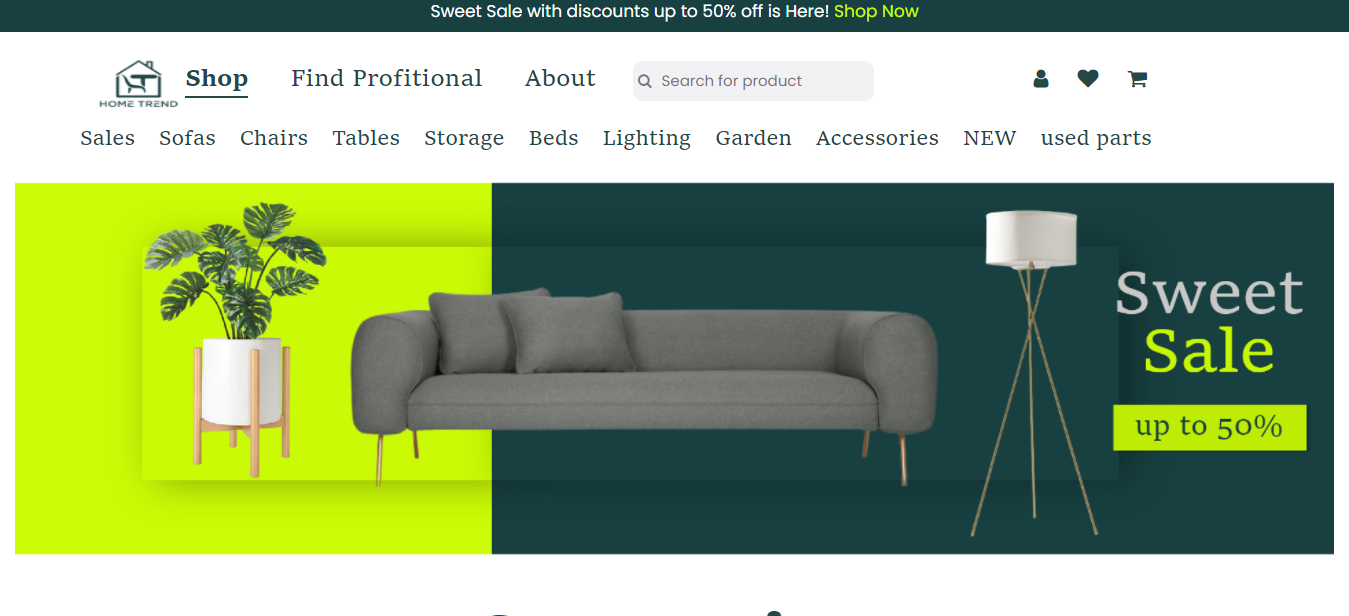 Sweet Sale with discounts up to 50% off is Here! Shop Now
HOME TREND
Shop Find Profitional About Search for product
Sales Sofas Chairs Tables Storage Beds Lighting Garden Accessories NEW used parts
Sweet
Sale
up to 50%